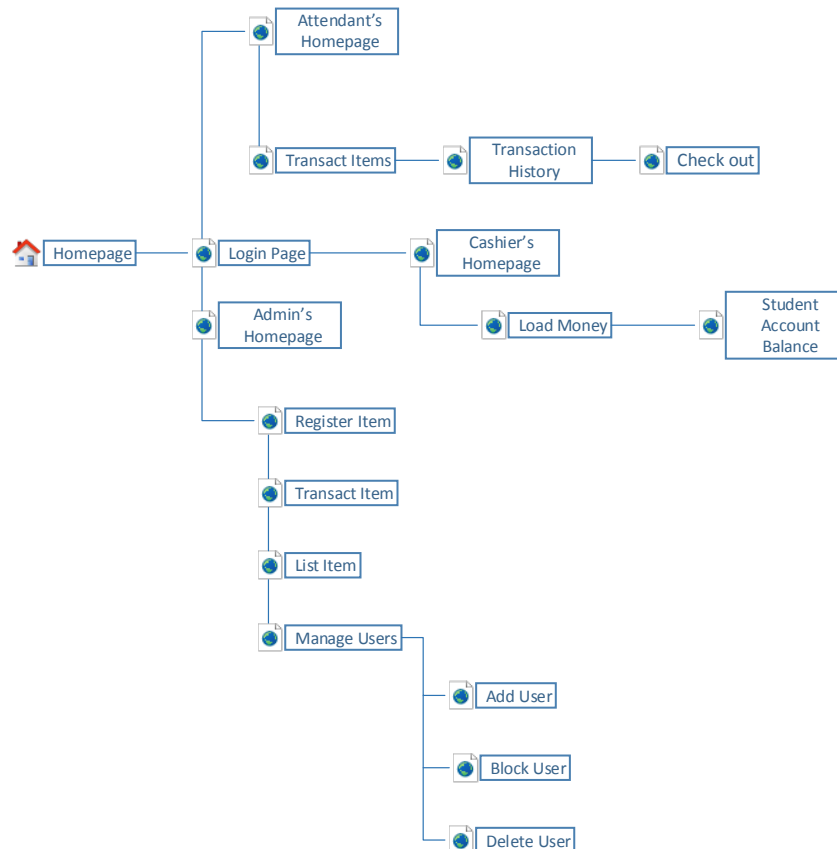 Attendant’s
Homepage
Transact Items
Transaction
History
Check out
Homepage
Login Page
Cashier’s
Homepage
Admin’s
Homepage
Load Money
Student
Account
Balance
Register Item
Transact Item
List Item
Manage Users
Add User
Block User
Delete User